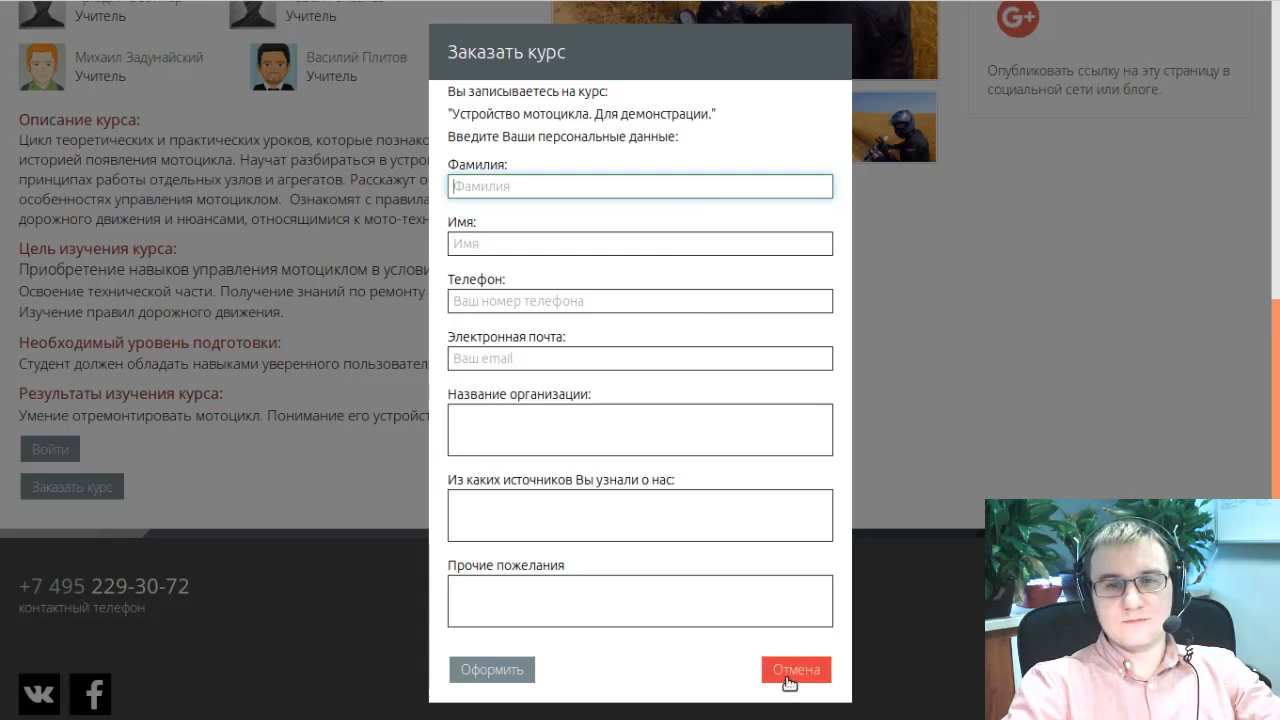 Учитель
Учитель
Михаил Задунайский
Учитель
Василий Плитов
Учитель
Описание курса:
Цикл теоретических и практических уроков, которые познако
историей появления мотоцикла. Научат разбираться в устро
принципах работы отдельных узлов и агрегатов. Расскажут о
особенностях управления мотоциклом. Ознакомят с правила
дорожного движения и нюансами, относящимися к мото-техн
Цель изучения курса:
Приобретение навыков управления мотоциклом в услови
Освоение технической части. Получение знаний по ремонту
Изучение правил дорожного движения.
Необходимый уровень подготовки:
Студент должен обладать навыками уверенного пользовател
Результаты изучения курса:
Умение отремонтировать мотоцикл. Понимание его устройст
Войти
Заказать курс
+7 495 229-30-72
контактный телефон
Заказать курс
Вы записываетесь на курс:
"Устройство мотоцикла. Для демонстрации."
Введите Ваши персональные данные:
Фамилия:
Фамилия
Имя:
Имя
Телефон:
Ваш номер телефона
Электронная почта:
Ваш email
Название организации:
Из каких источников Вы узнали о нас:
Прочие пожелания
Оформить
Отмена
G+
Опубликовать ссылку на эту страницу в
социальной сети или блоге.